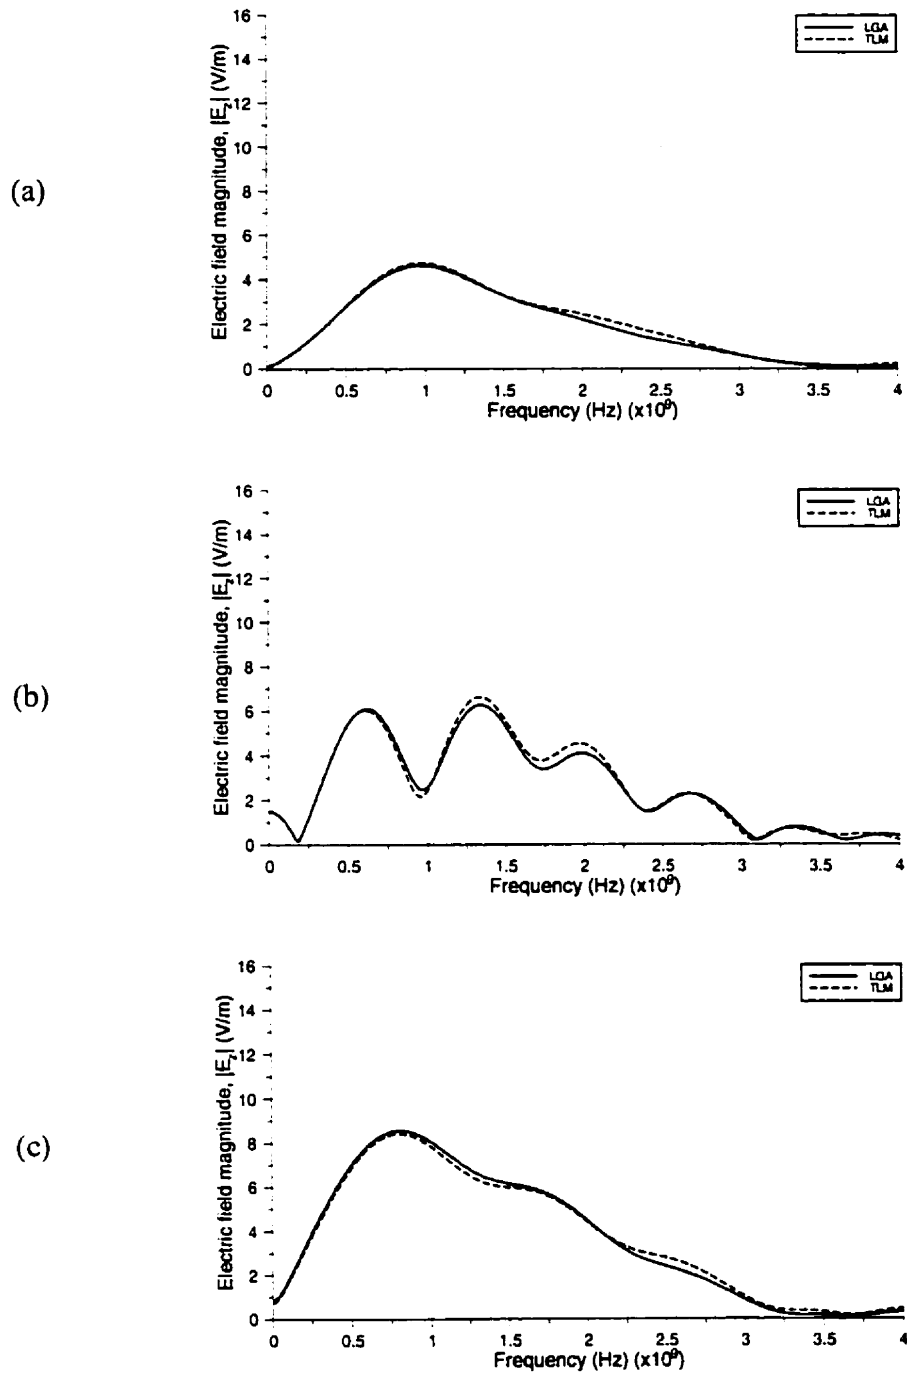 (a)
Electric field magnitude, |E_z| (V/m)
16
14
12
10
8
6
4
2
0
LGA
TLM
0 0.5 1 1.5 2 2.5 3 3.5 4
Frequency (Hz) (x10⁹)
(b)
Electric field magnitude, |E_z| (V/m)
16
14
12
10
8
6
4
2
0
LGA
TLM
0 0.5 1 1.5 2 2.5 3 3.5 4
Frequency (Hz) (x10⁹)
(c)
Electric field magnitude, |E_z| (V/m)
16
14
12
10
8
6
4
2
0
LGA
TLM
0 0.5 1 1.5 2 2.5 3 3.5 4
Frequency (Hz) (x10⁹)